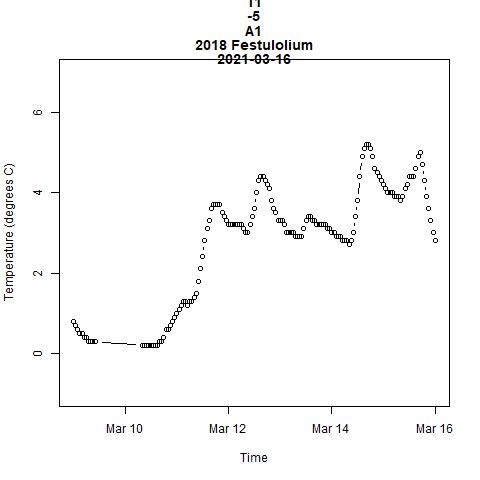 T1
-5
A1
2018 Festulolium
2021-03-16
6
4
2
0
Temperature (degrees C)
Mar 10 Mar 12 Mar 14 Mar 16
Time